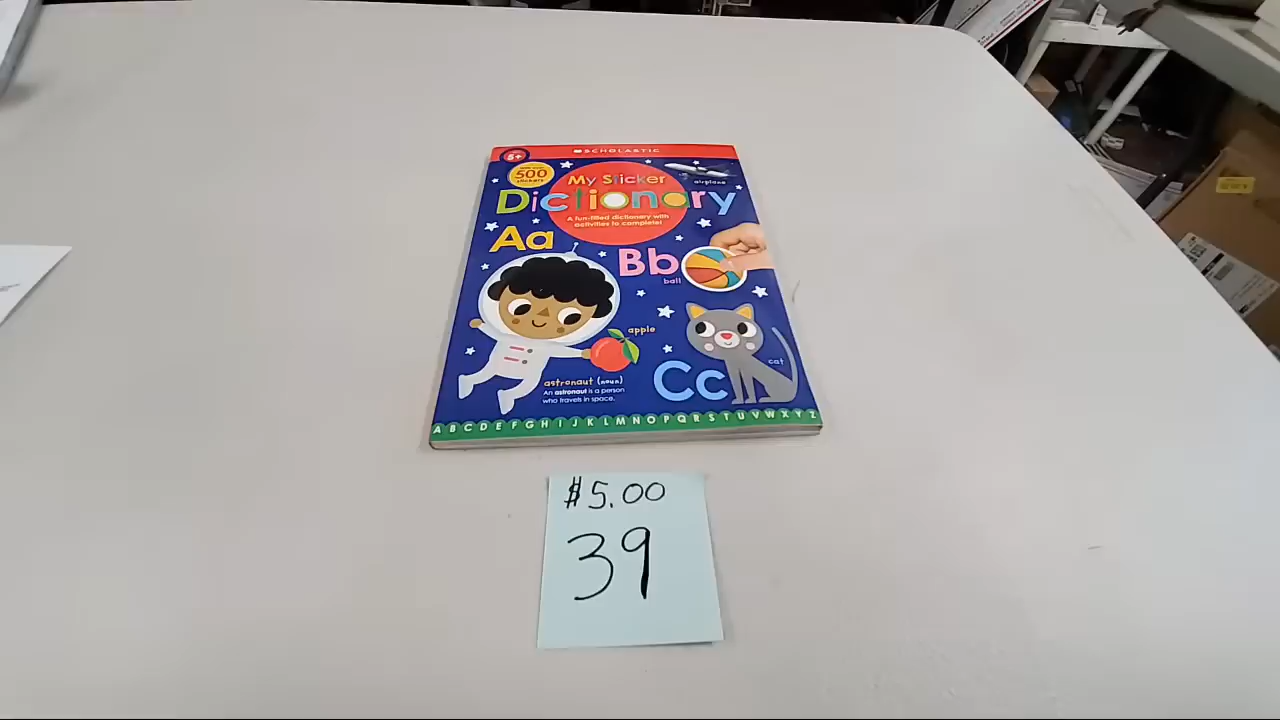 SCHOLASTIC
5+
500
stickers
My Sticker
Dictionary
A fun-filled dictionary with
activities to complete!
airplane
Aa
Bb
ball
apple
astronaut (noun)
An astronaut is a person
who travels in space.
cat
Cc
A B C D E F G H I J K L M N O P Q R S T U V W X Y Z
$5.00
39